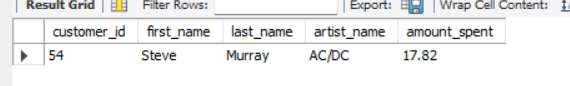 Result Grid Filter Rows: Export: Wrap Cell Content:
customer_id first_name last_name artist_name amount_spent
54 Steve Murray AC/DC 17.82